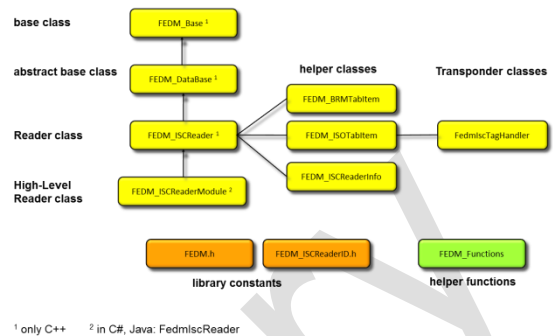 base class
FEDM_Base ¹
abstract base class
FEDM_DataBase
helper classes
Transponder classes
FEDM_BRMTabItem
Reader class
FEDM_ISCReader ¹
FEDM_ISOTabItem
FedmIscTagHandler
High-Level
Reader class
FEDM_ISCReaderModule ²
FEDM_ISCReaderInfo
FEDM.h
FEDM_ISCReaderID.h
FEDM_Functions
library constants
helper functions
¹ only C++ ² in C#, Java: FedmIscReader